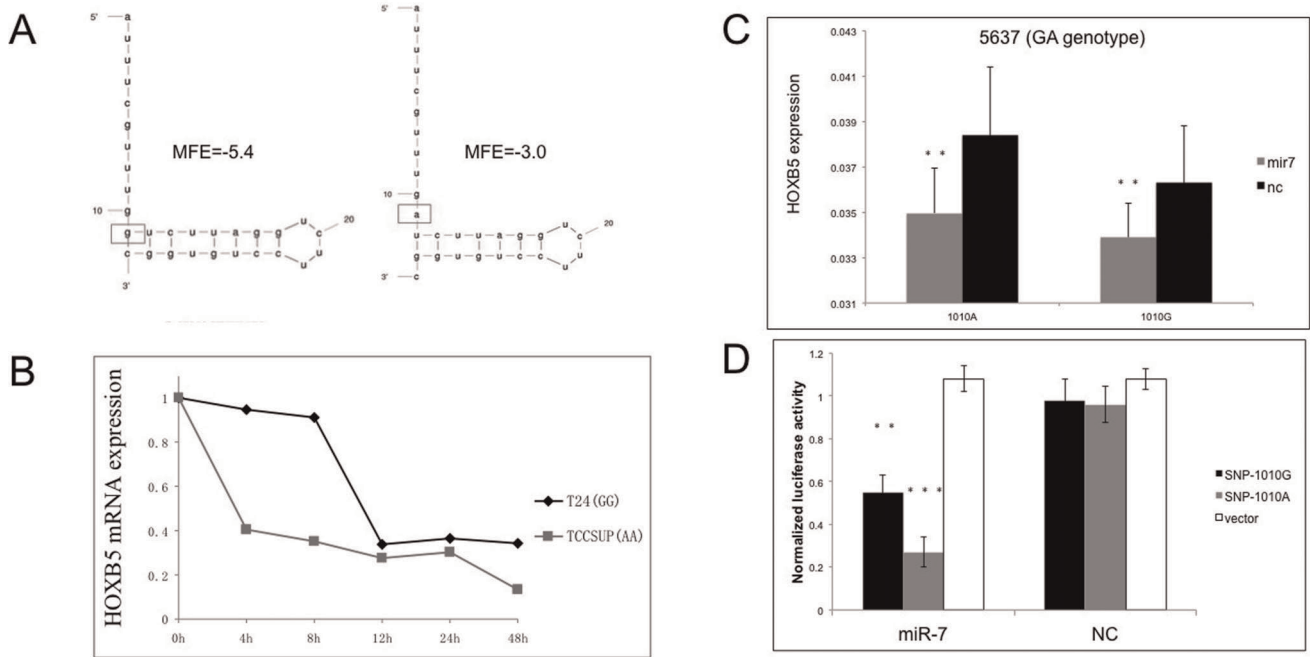 A
5'
a
u
u
u
c
g
u
u
u
10
g
g u c u u a g g u c 20
c g g u g u c c u u
3'
MFE=-5.4
5'
a
u
u
u
c
g
u
u
u
10
g
a
u c u u a g g u c 20
g g u g u c c u u
3' c
MFE=-3.0
B
HOXB5 mRNA expression
1
0.8
0.6
0.4
0.2
0
0h 4h 8h 12h 24h 48h
T24(GG)
TCCSUP(AA)
C
5637 (GA genotype)
HOXB5 expression
0.043
0.041
0.039
0.037
0.035
0.033
0.031
* *
* *
1010A 1010G
mir7
nc
D
Normalized luciferase activity
1.2
1
0.8
0.6
0.4
0.2
0
* *
* * *
miR-7 NC
SNP-1010G
SNP-1010A
vector